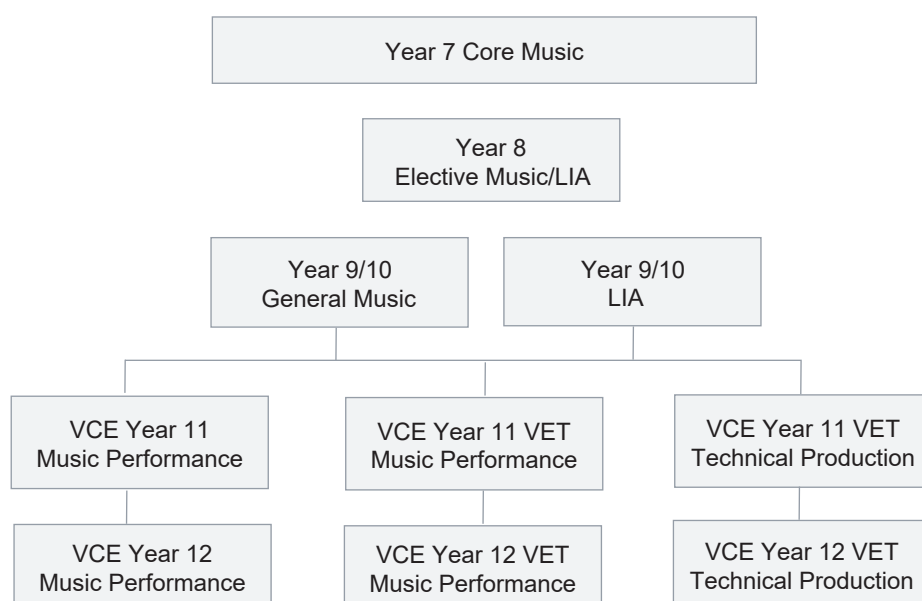 Year 7 Core Music
Year 8
Elective Music/LIA
Year 9/10
General Music
Year 9/10
LIA
VCE Year 11
Music Performance
VCE Year 11 VET
Music Performance
VCE Year 11 VET
Technical Production
VCE Year 12
Music Performance
VCE Year 12 VET
Music Performance
VCE Year 12 VET
Technical Production